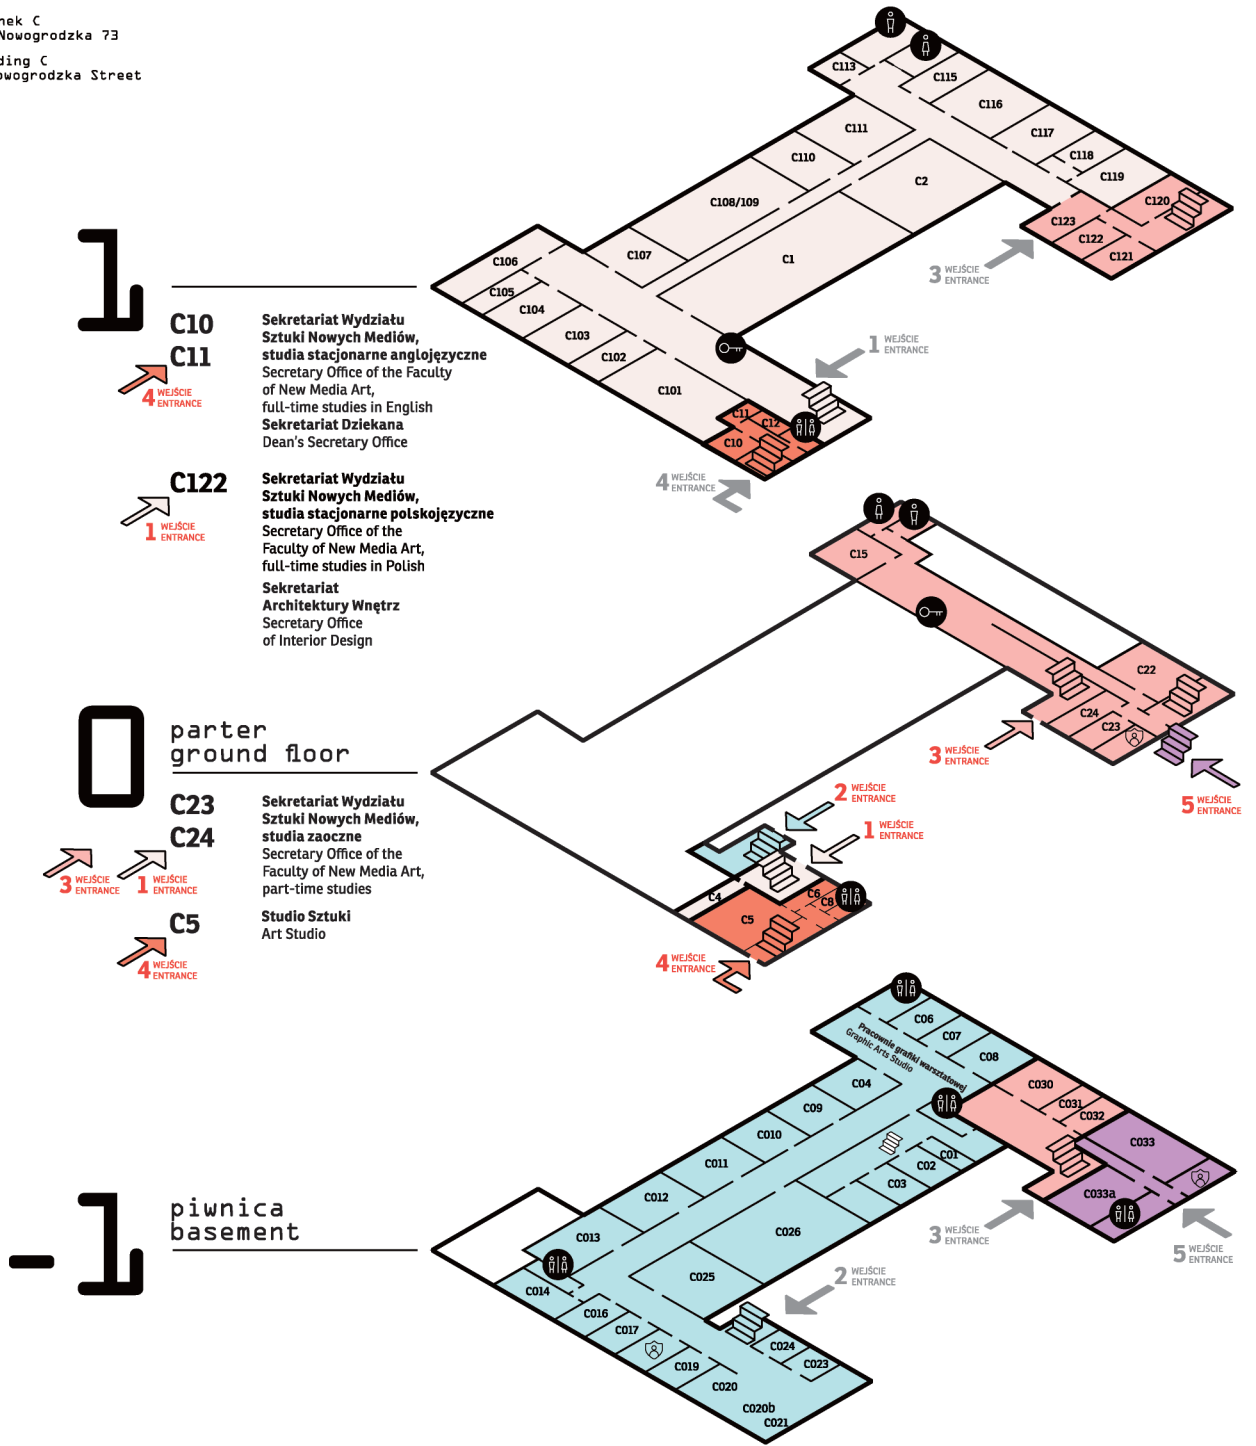 nek C
Nowogrodzka 73
ding C
owogrodzka Street
1
C10
C11
4 WEJŚCIE
ENTRANCE
Sekretariat Wydziału
Sztuki Nowych Mediów,
studia stacjonarne anglojęzyczne
Secretary Office of the Faculty
of New Media Art,
full-time studies in English
Sekretariat Dziekana
Dean's Secretary Office
C122
1 WEJŚCIE
ENTRANCE
Sekretariat Wydziału
Sztuki Nowych Mediów,
studia stacjonarne polskojęzyczne
Secretary Office of the
Faculty of New Media Art,
full-time studies in Polish
Sekretariat
Architektury Wnętrz
Secretary Office
of Interior Design
C113
C115
C116
C117
C118
C119
C120
C123
C122
C121
C111
C110
C108/109
C107
C2
C1
C106
C105
C104
C103
C102
C101
C11
C12
C10
3 WEJŚCIE
ENTRANCE
1 WEJŚCIE
ENTRANCE
4 WEJŚCIE
ENTRANCE
0
parter
ground floor
C23
C24
3 WEJŚCIE
ENTRANCE
1 WEJŚCIE
ENTRANCE
Sekretariat Wydziału
Sztuki Nowych Mediów,
studia zaoczne
Secretary Office of the
Faculty of New Media Art,
part-time studies
C5
4 WEJŚCIE
ENTRANCE
Studio Sztuki
Art Studio
C15
C22
C24
C23
3 WEJŚCIE
ENTRANCE
5 WEJŚCIE
ENTRANCE
2 WEJŚCIE
ENTRANCE
1 WEJŚCIE
ENTRANCE
C4
C5
C6
C8
4 WEJŚCIE
ENTRANCE
-1
piwnica
basement
C06
C07
C08
Pracownie grafiki warsztatowej
Graphic Arts Studio
C04
C09
C010
C011
C012
C013
C014
C016
C017
C019
C020
C020b
C021
C023
C024
C025
C026
C03
C02
C01
C030
C031
C032
C033
C033a
3 WEJŚCIE
ENTRANCE
5 WEJŚCIE
ENTRANCE
2 WEJŚCIE
ENTRANCE